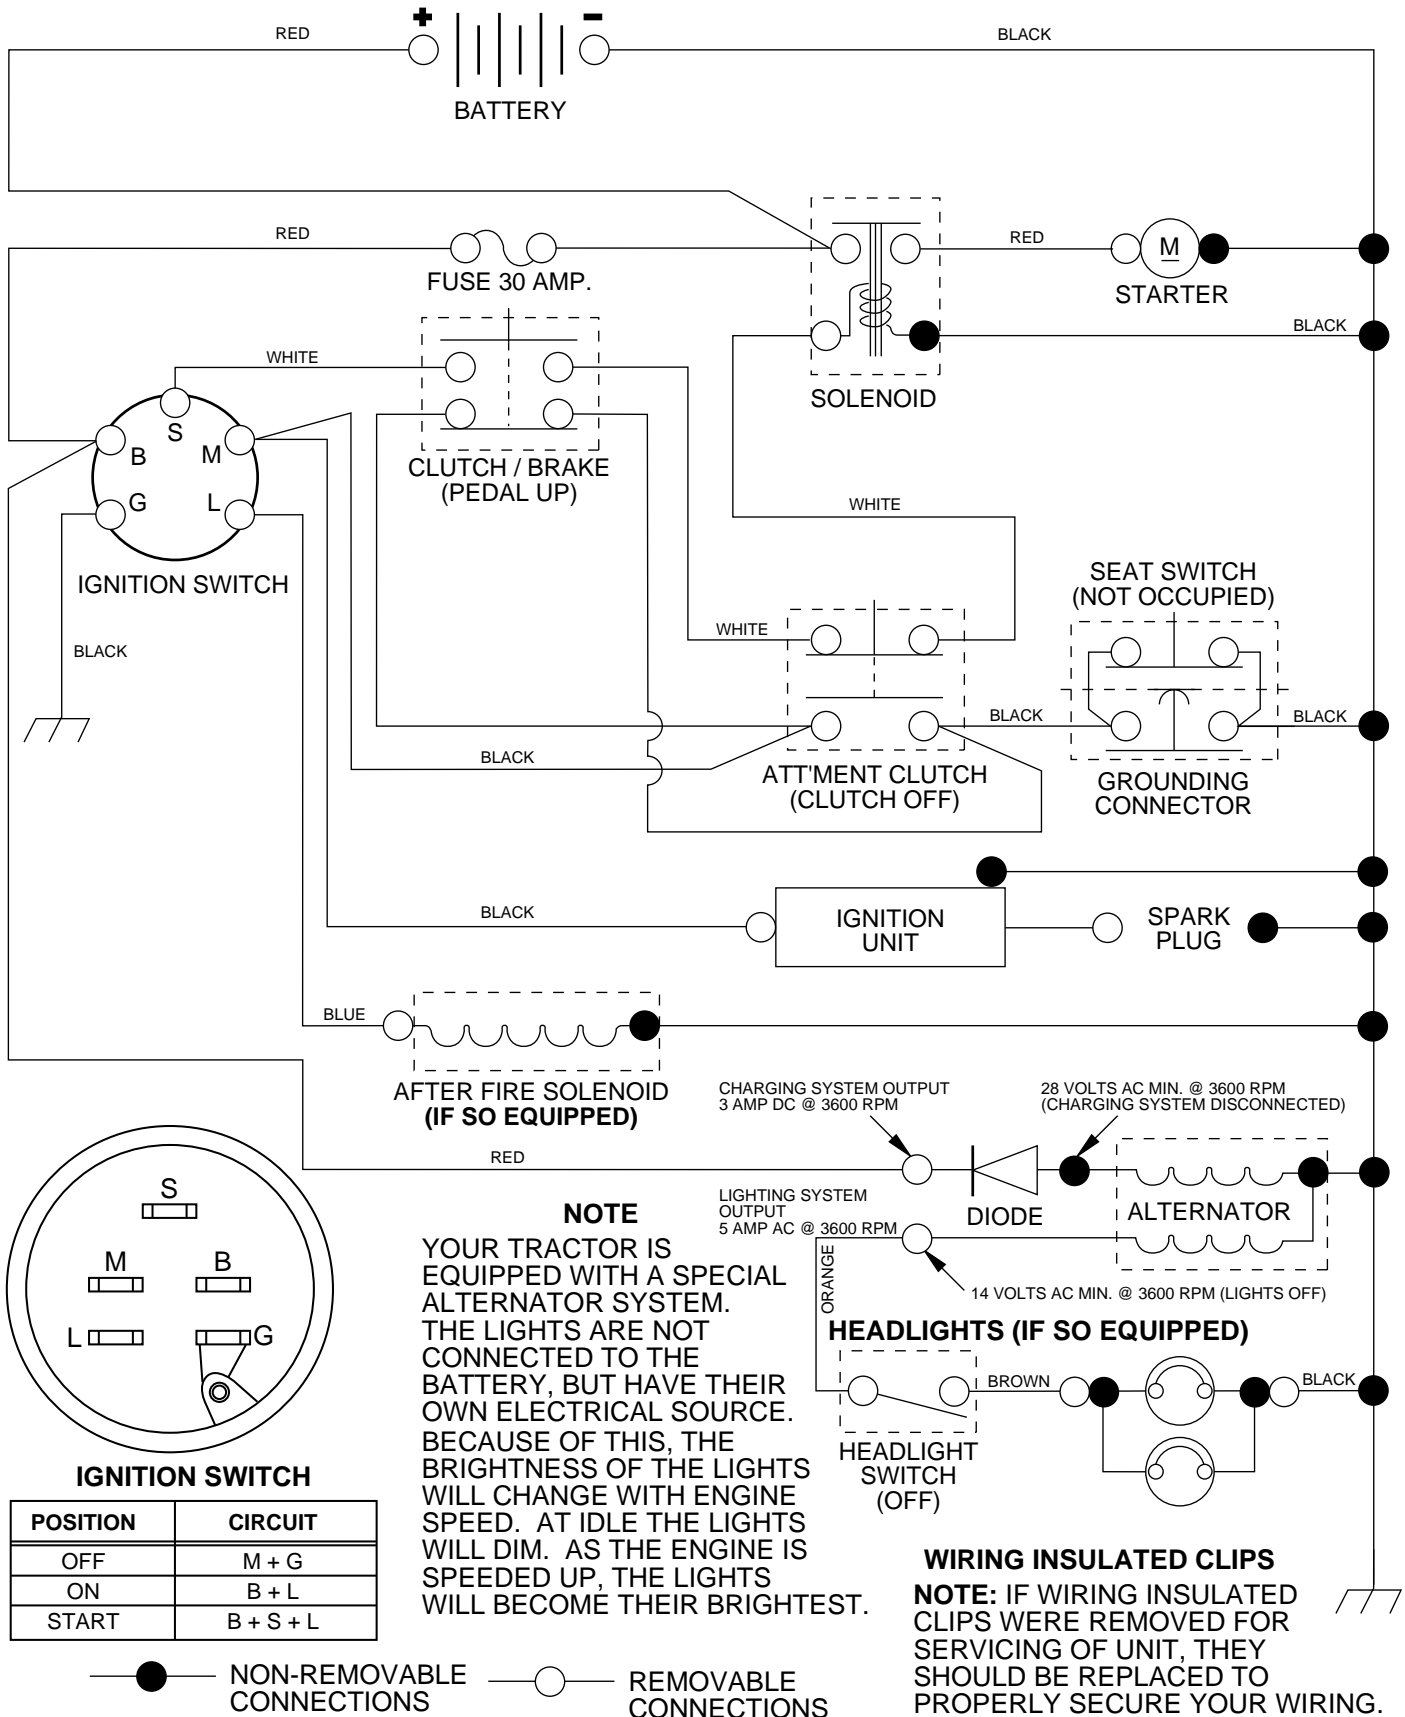 + -
RED
BLACK
BATTERY
RED
RED
M
FUSE 30 AMP.
STARTER
BLACK
WHITE
SOLENOID
S
B
M
G
L
CLUTCH / BRAKE
(PEDAL UP)
WHITE
IGNITION SWITCH
SEAT SWITCH
(NOT OCCUPIED)
WHITE
BLACK
BLACK
BLACK
BLACK
ATT'MENT CLUTCH
(CLUTCH OFF)
GROUNDING
CONNECTOR
BLACK
IGNITION
UNIT
SPARK
PLUG
BLUE
AFTER FIRE SOLENOID
(IF SO EQUIPPED)
CHARGING SYSTEM OUTPUT
3 AMP DC @ 3600 RPM
28 VOLTS AC MIN. @ 3600 RPM
(CHARGING SYSTEM DISCONNECTED)
RED
DIODE
ALTERNATOR
LIGHTING SYSTEM
OUTPUT
5 AMP AC @ 3600 RPM
ORANGE
14 VOLTS AC MIN. @ 3600 RPM (LIGHTS OFF)
HEADLIGHTS (IF SO EQUIPPED)
BROWN
BLACK
HEADLIGHT
SWITCH
(OFF)
S
M
B
L
G
IGNITION SWITCH
POSITION CIRCUIT
OFF M + G
ON B + L
START B + S + L
NOTE
YOUR TRACTOR IS
EQUIPPED WITH A SPECIAL
ALTERNATOR SYSTEM.
THE LIGHTS ARE NOT
CONNECTED TO THE
BATTERY, BUT HAVE THEIR
OWN ELECTRICAL SOURCE.
BECAUSE OF THIS, THE
BRIGHTNESS OF THE LIGHTS
WILL CHANGE WITH ENGINE
SPEED. AT IDLE THE LIGHTS
WILL DIM. AS THE ENGINE IS
SPEEDED UP, THE LIGHTS
WILL BECOME THEIR BRIGHTEST.
WIRING INSULATED CLIPS
NOTE: IF WIRING INSULATED
CLIPS WERE REMOVED FOR
SERVICING OF UNIT, THEY
SHOULD BE REPLACED TO
PROPERLY SECURE YOUR WIRING.
NON-REMOVABLE
CONNECTIONS
REMOVABLE
CONNECTIONS